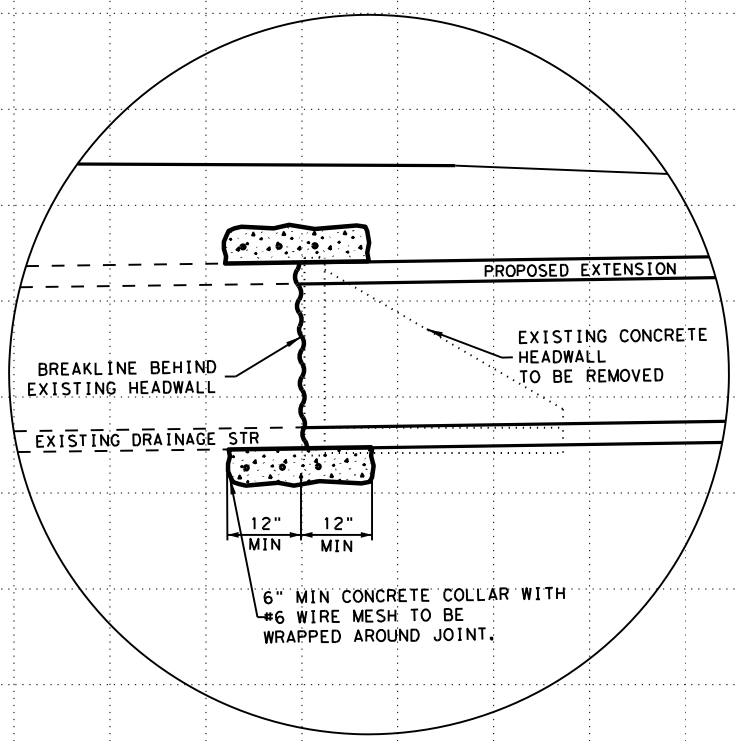 PROPOSED EXTENSION
EXISTING CONCRETE
HEADWALL
TO BE REMOVED
BREAKLINE BEHIND
EXISTING HEADWALL
EXISTING DRAINAGE STR
12" 12"
MIN MIN
6" MIN CONCRETE COLLAR WITH
#6 WIRE MESH TO BE
WRAPPED AROUND JOINT.